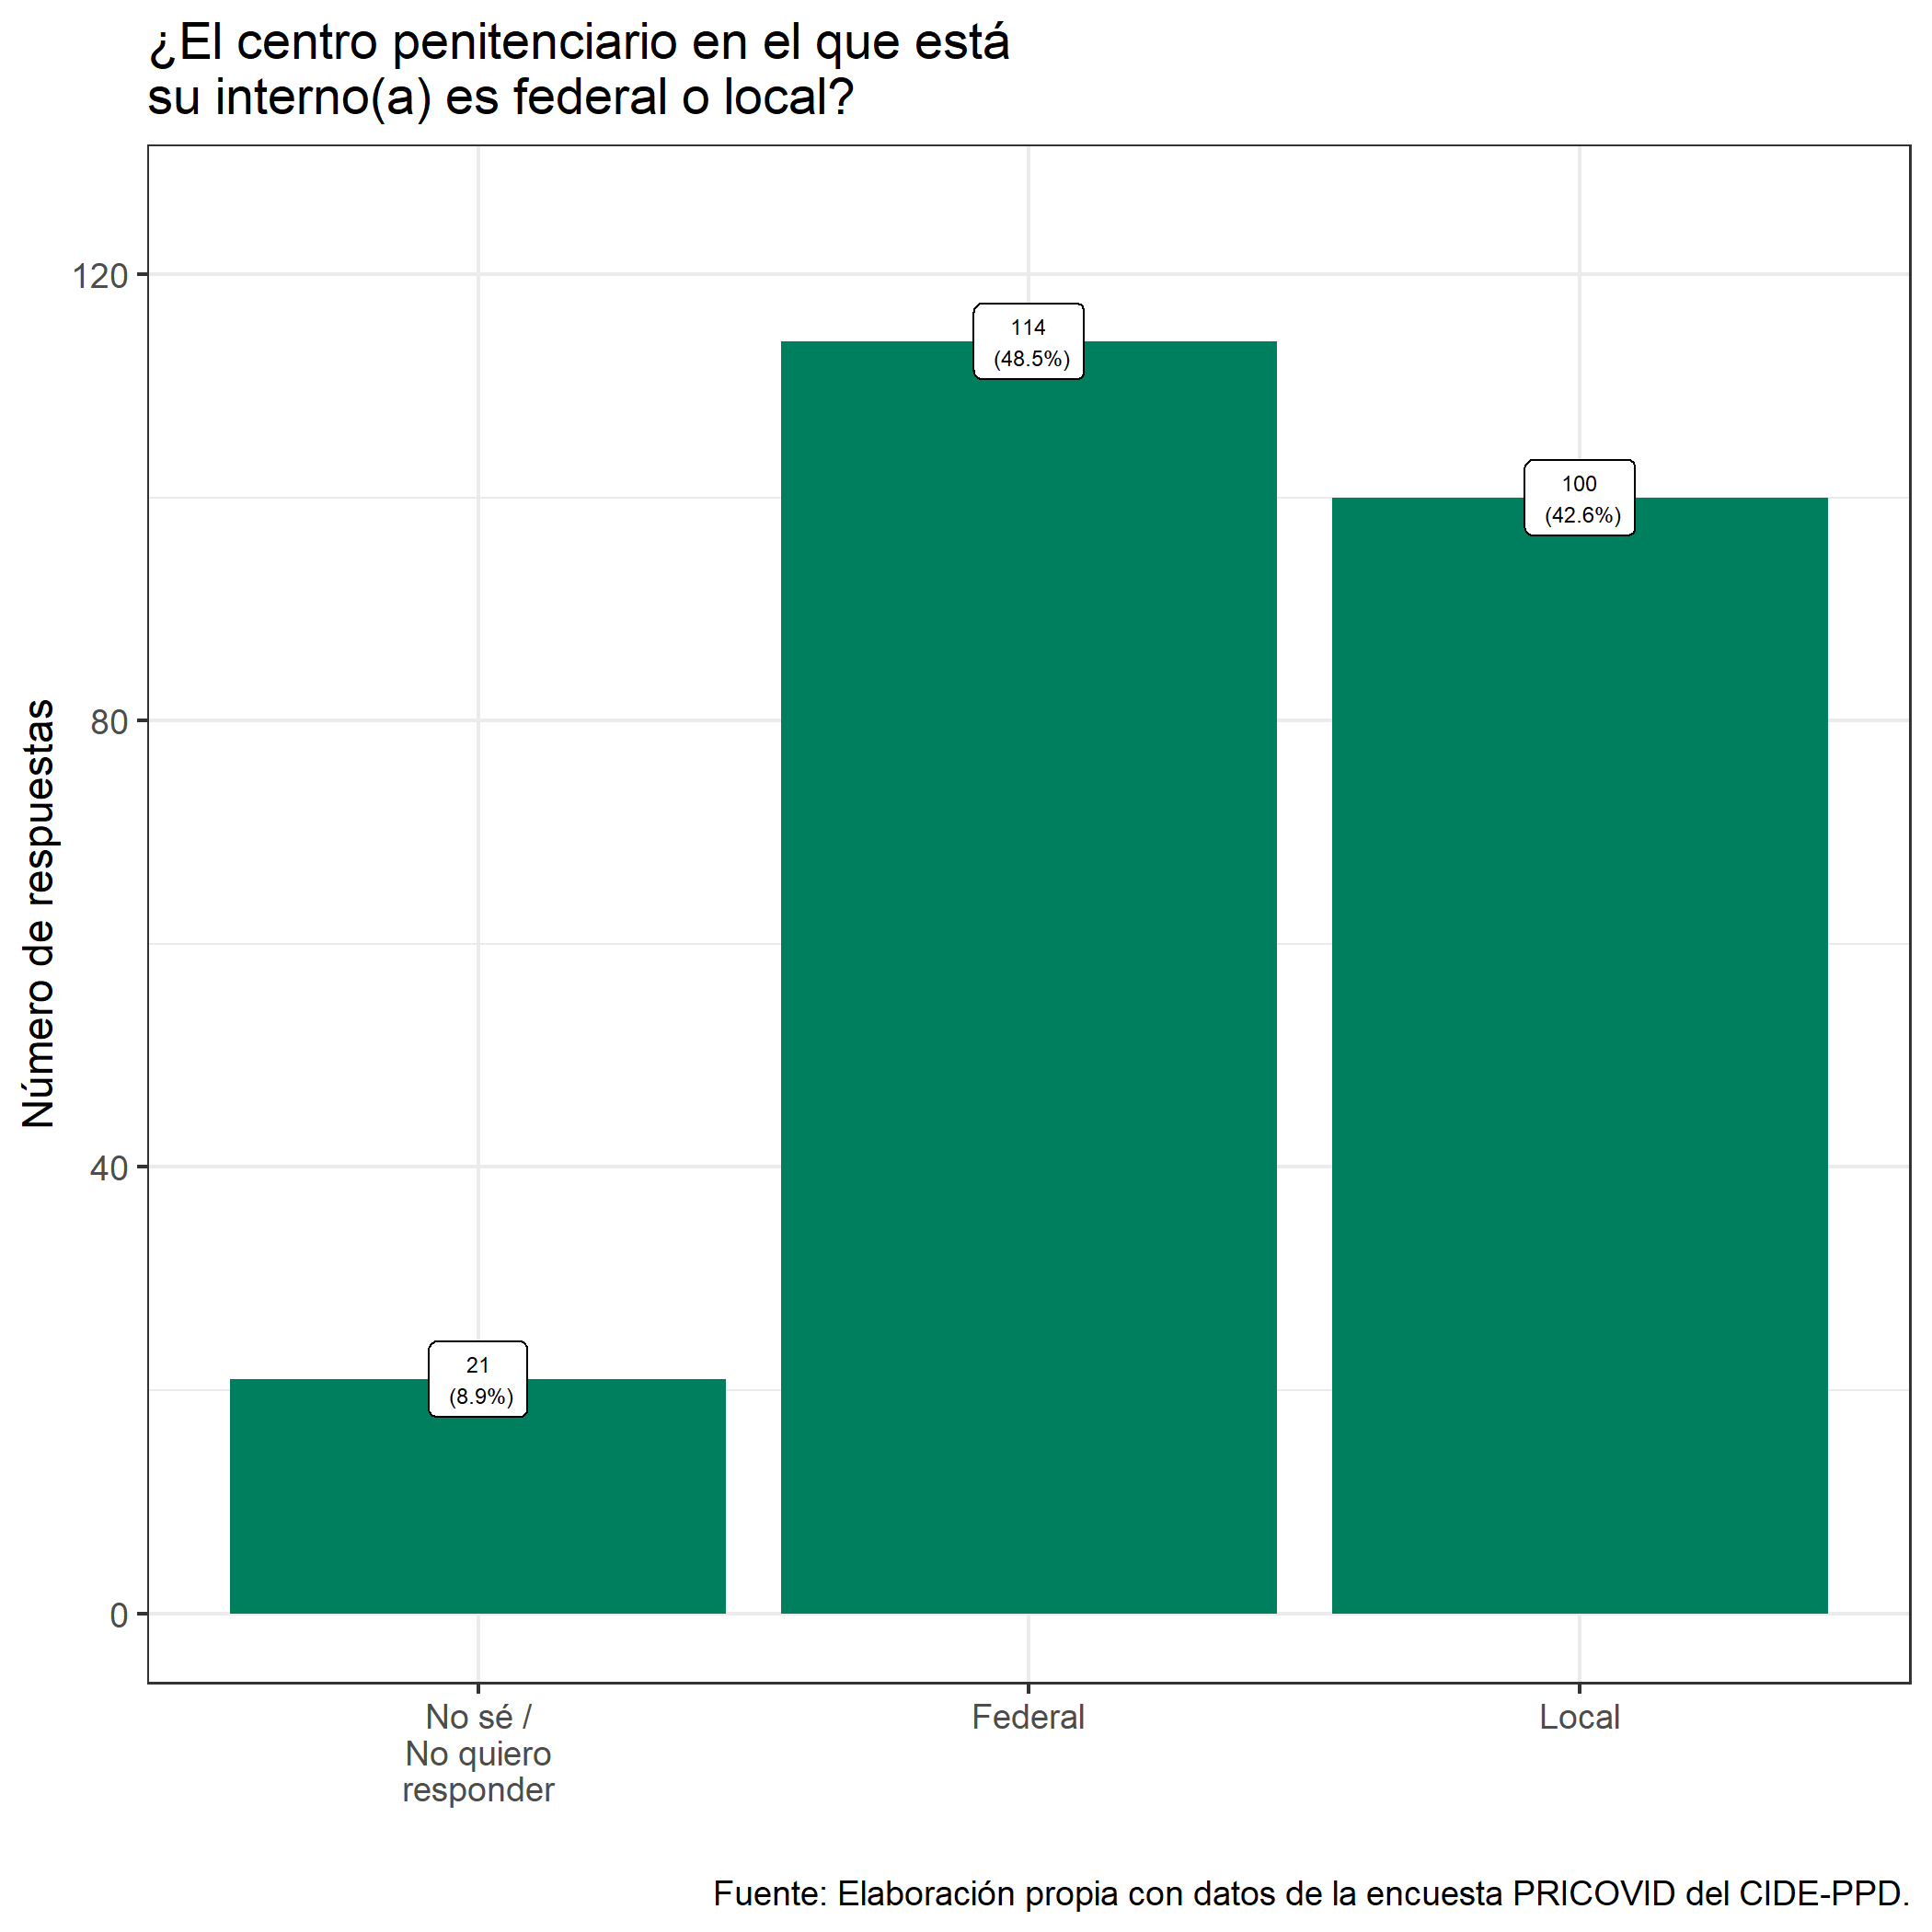 ¿El centro penitenciario en el que está
su interno(a) es federal o local?
Número de respuestas
120
80
40
0
21
(8.9%)
114
(48.5%)
100
(42.6%)
No sé /
No quiero
responder
Federal
Local
Fuente: Elaboración propia con datos de la encuesta PRICOVID del CIDE-PPD.